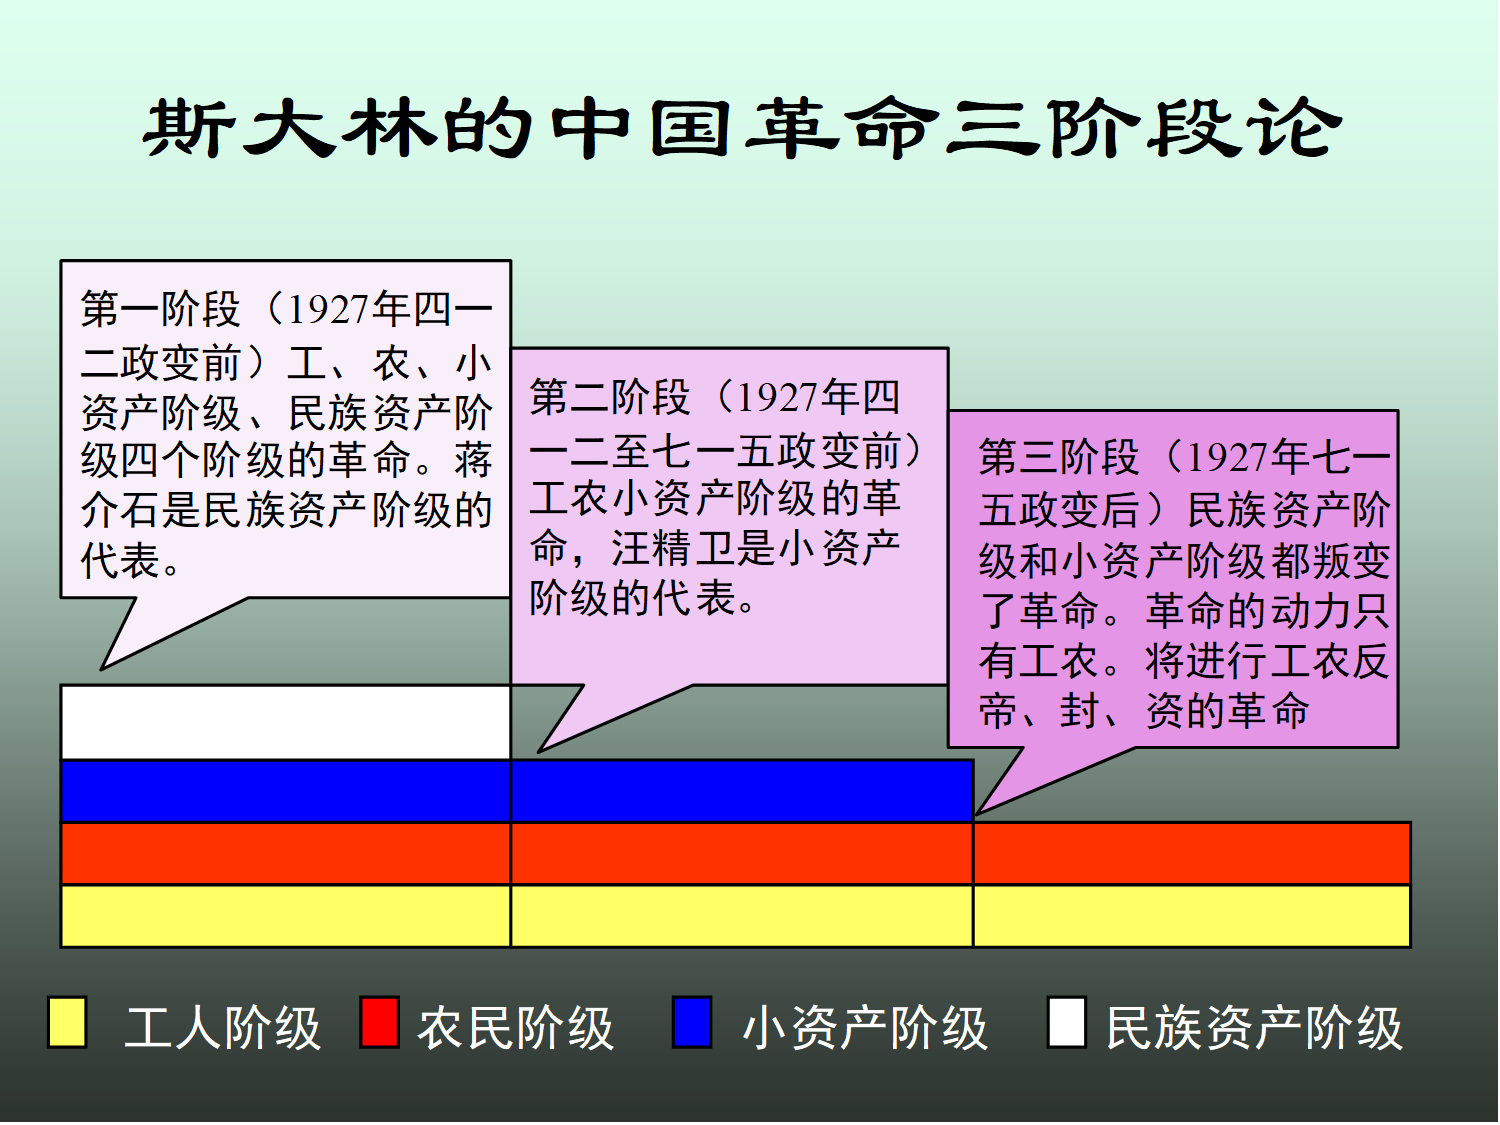 斯大林的中国革命三阶段论
第一阶段（1927年四一
二政变前）工、农、小
资产阶级、民族资产阶
级四个阶级的革命。蒋
介石是民族资产阶级的
代表。
第二阶段（1927年四
一二至七一五政变前）
工农小资产阶级的革
命，汪精卫是小资产
阶级的代表。
第三阶段（1927年七一
五政变后）民族资产阶
级和小资产阶级都叛变
了革命。革命的动力只
有工农。将进行工农反
帝、封、资的革命
工人阶级
农民阶级
小资产阶级
民族资产阶级